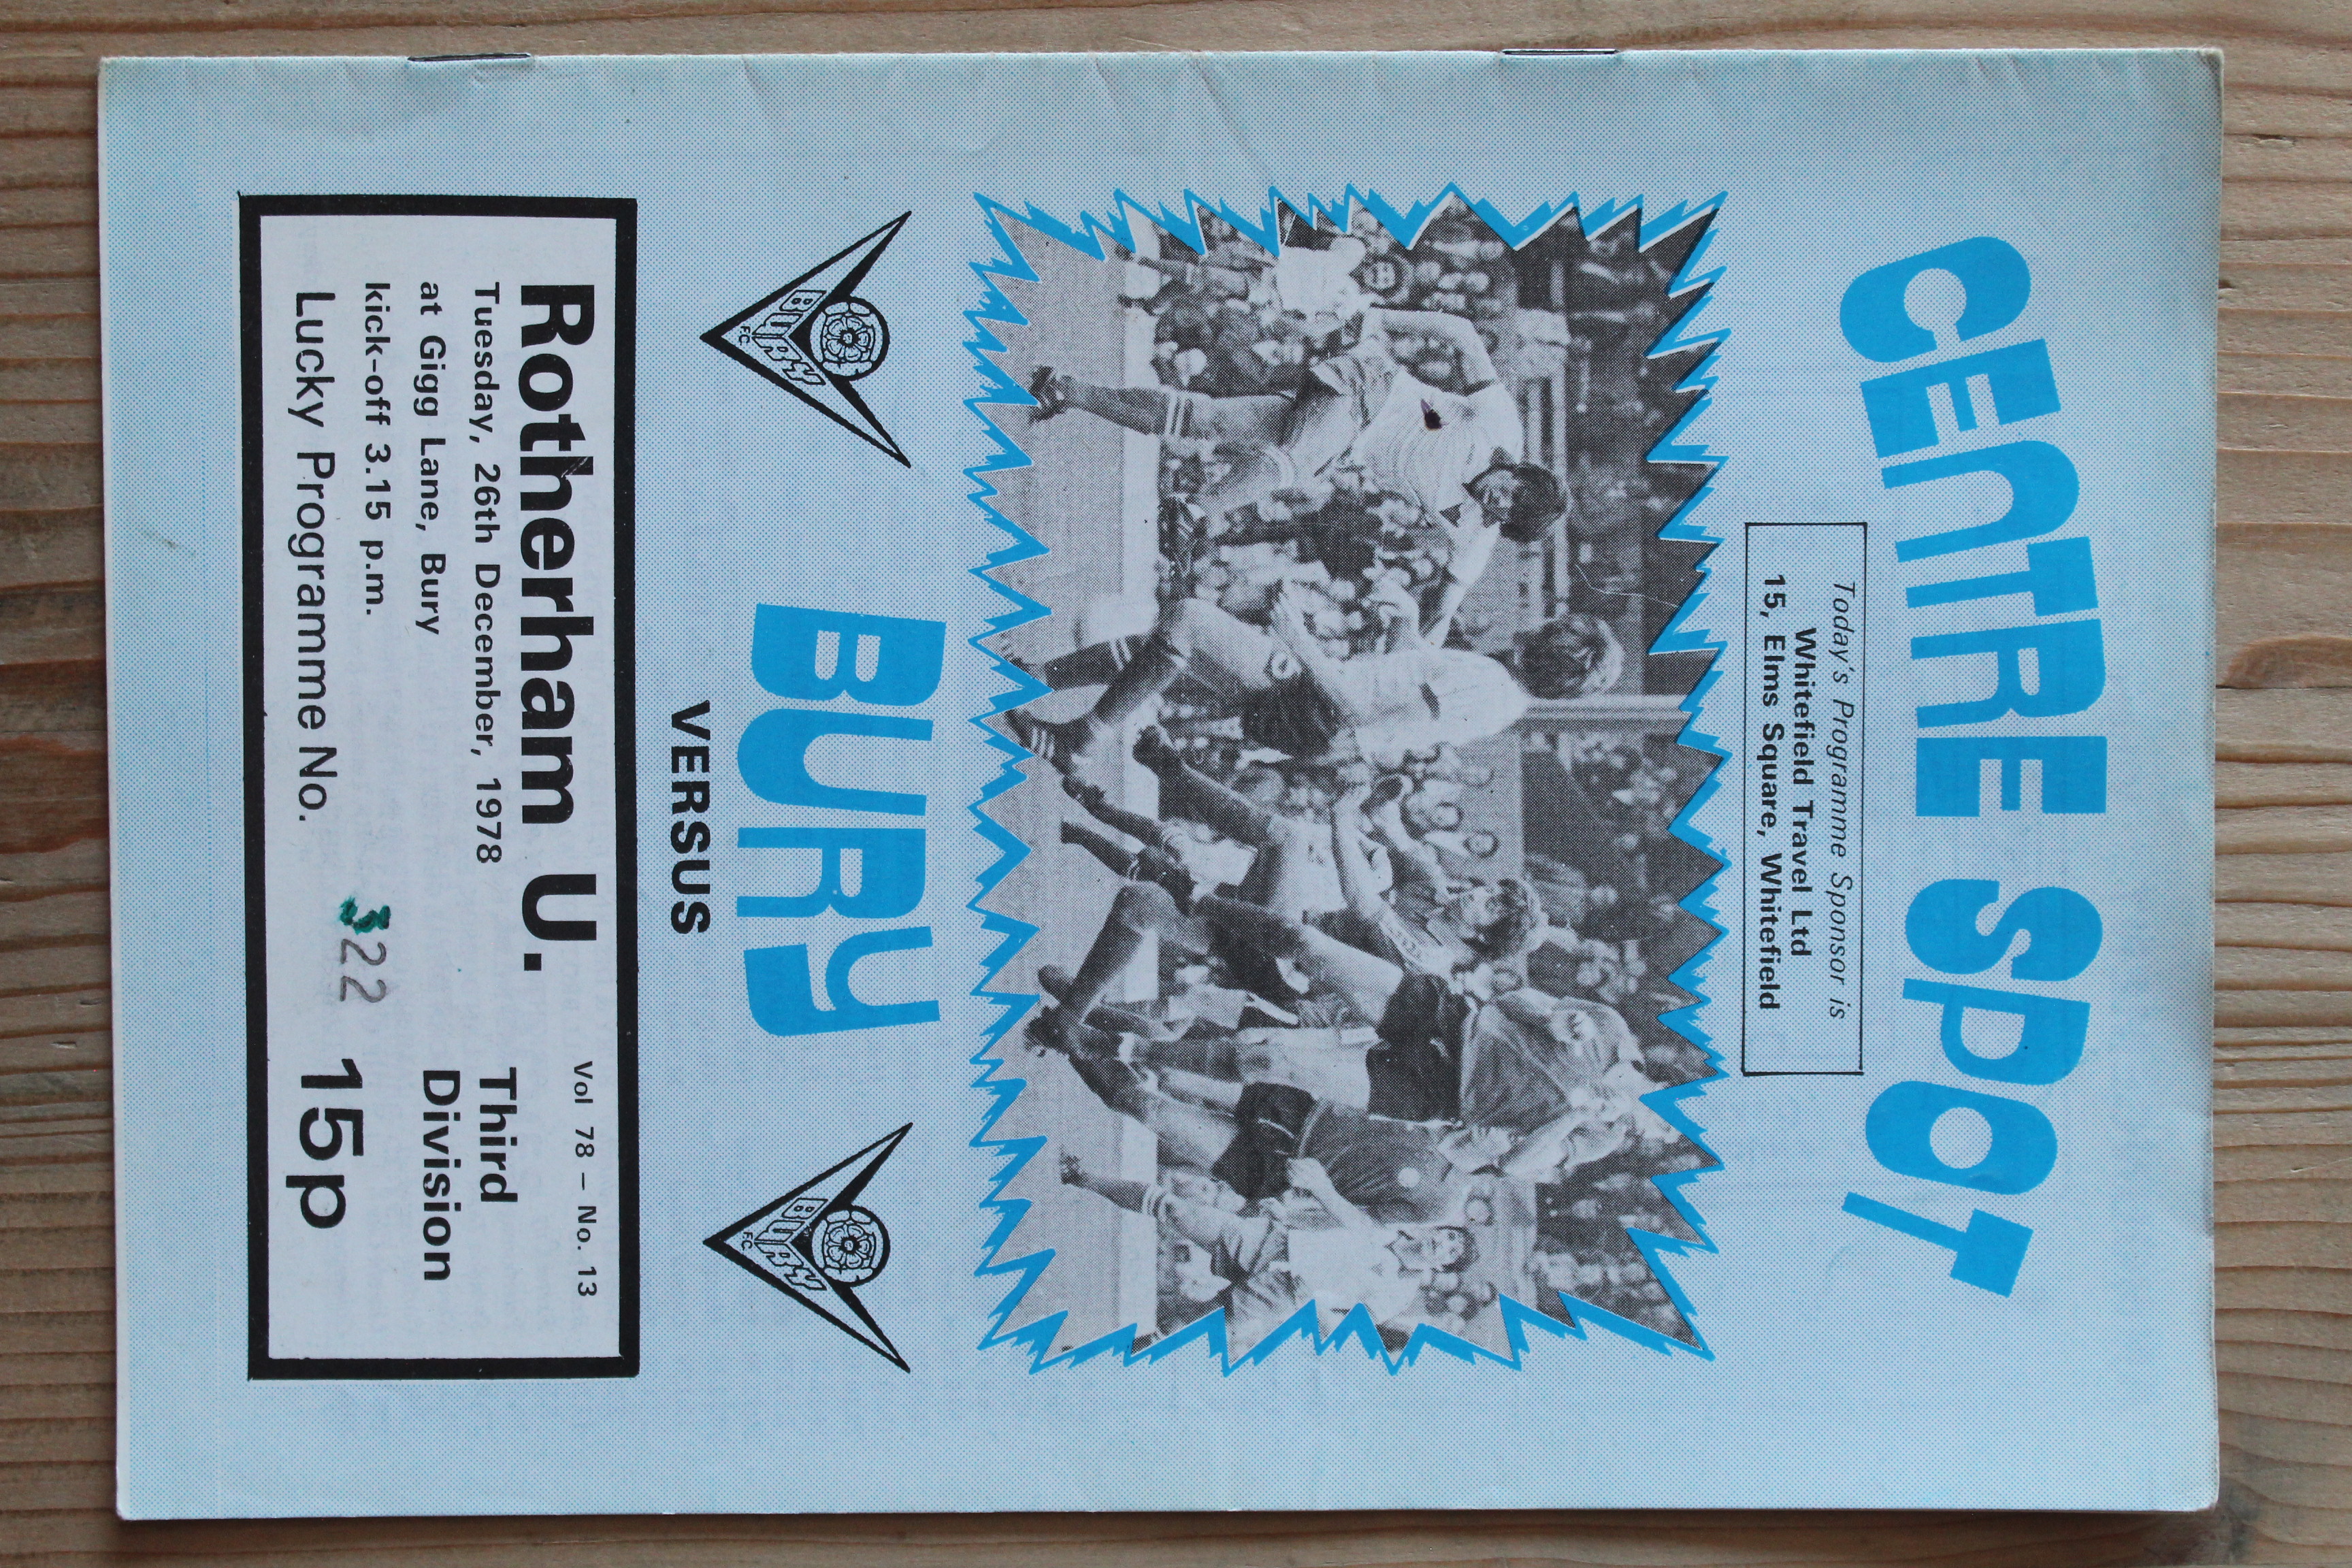 CENTRE SPOT
Today's Programme Sponsor is
Whitefield Travel Ltd
15, Elms Square, Whitefield
BURY
BURY
F.C.
BURY
F.C.
VERSUS
Vol 78 – No. 13
Rotherham U.
Tuesday, 26th December, 1978
at Gigg Lane, Bury
kick-off 3.15 p.m.
Third
Division
Lucky Programme No. 322
15p